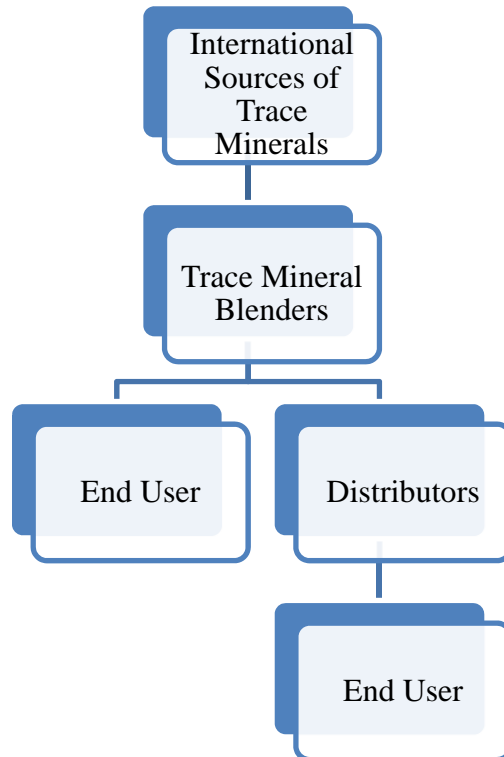 International
Sources of
Trace
Minerals
Trace Mineral
Blenders
End User
Distributors
End User